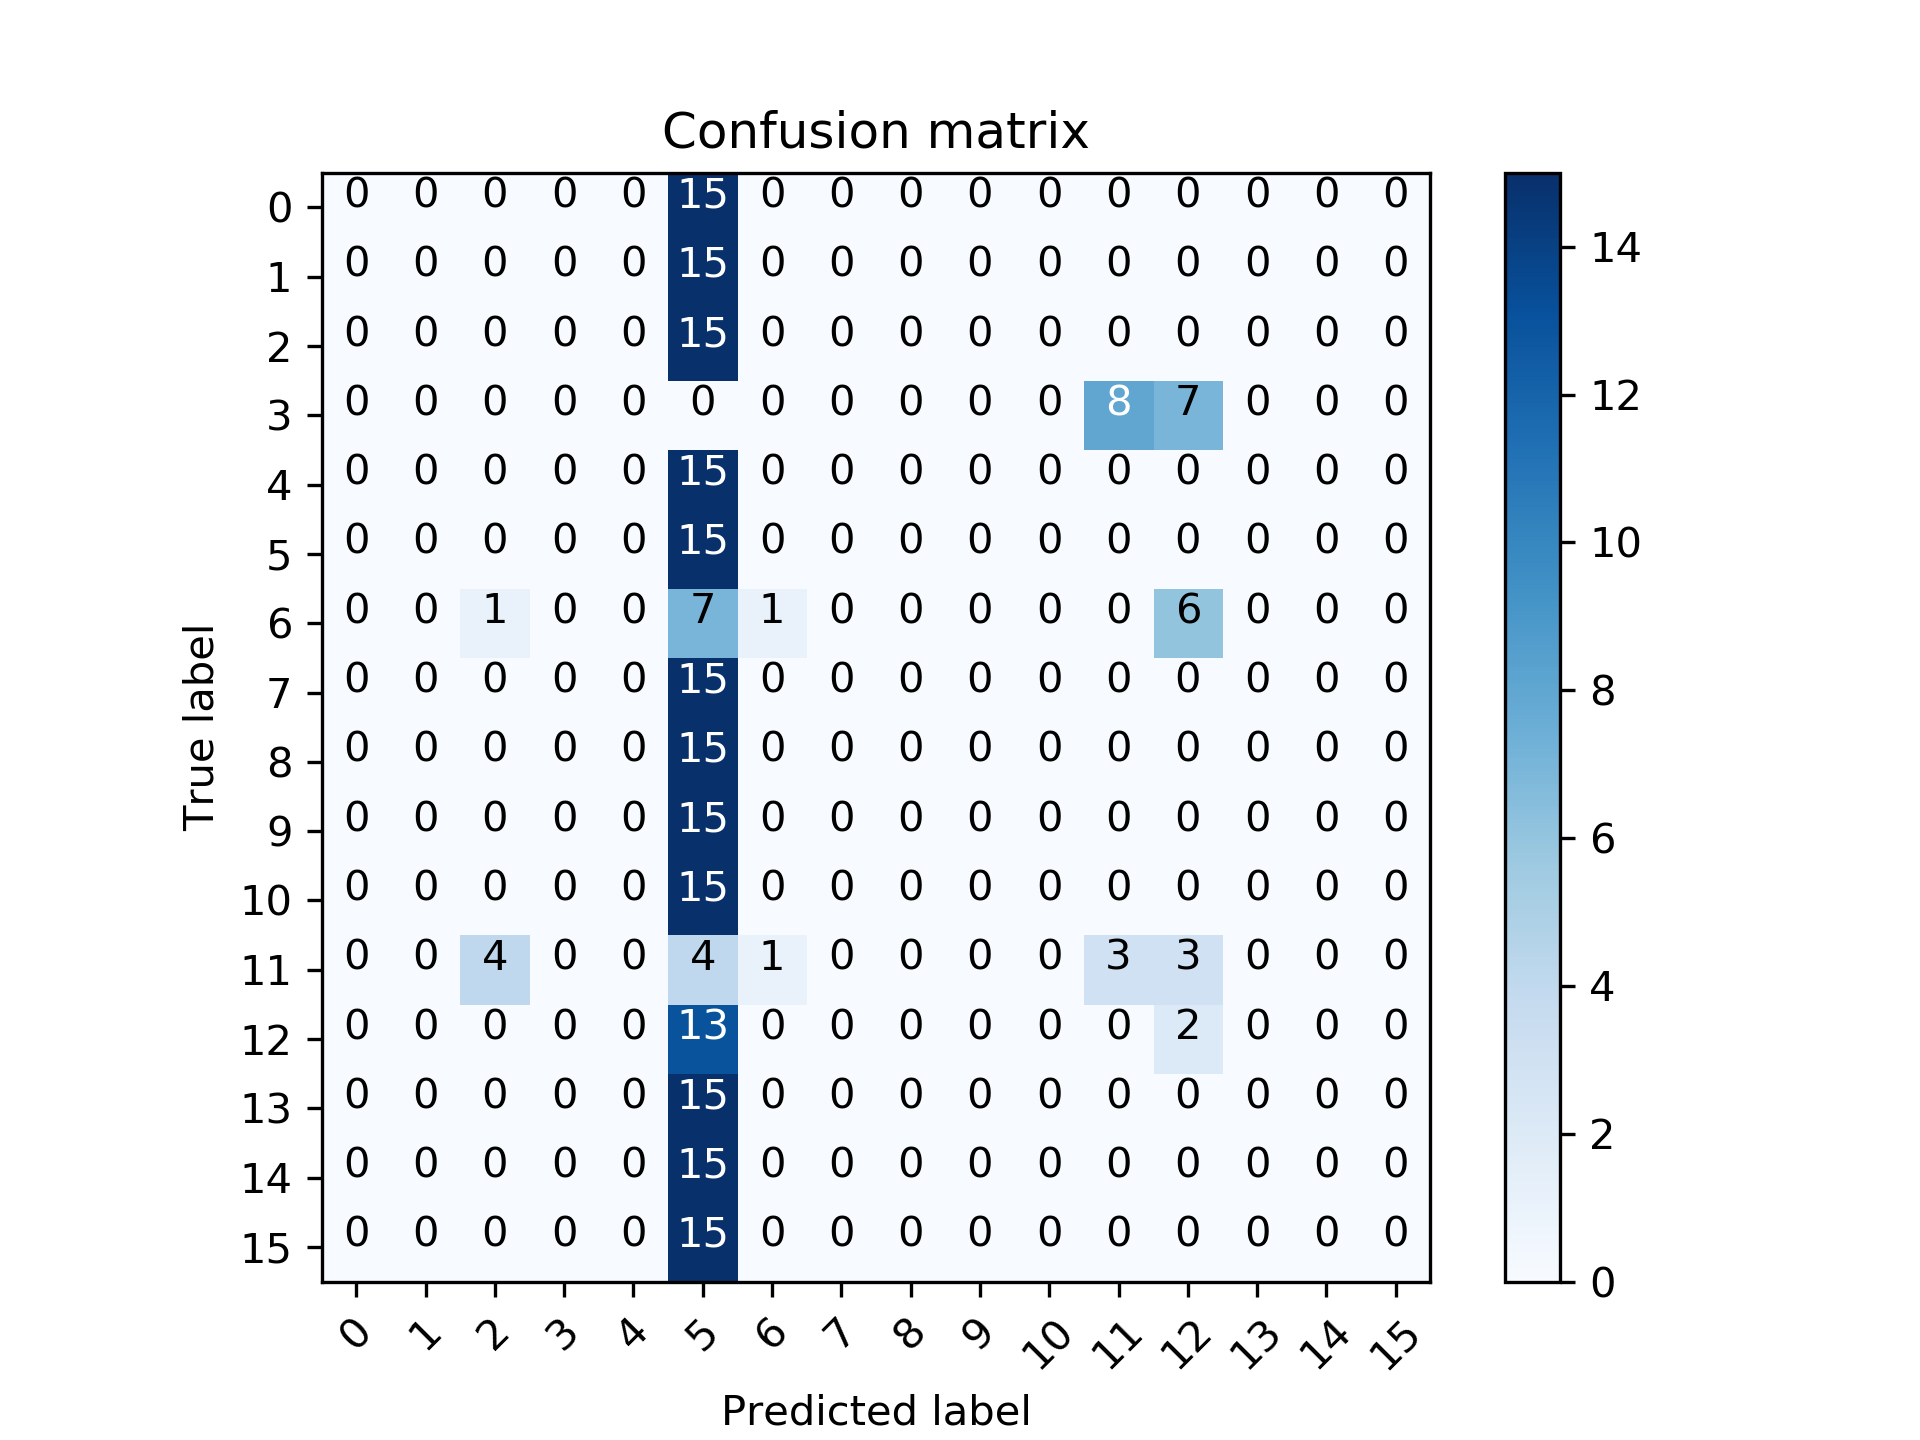 Confusion matrix
0 0 0 0 0 0 15 0 0 0 0 0 0 0 0 0 0
1 0 0 0 0 0 15 0 0 0 0 0 0 0 0 0 0
2 0 0 0 0 0 15 0 0 0 0 0 0 0 0 0 0
3 0 0 0 0 0 0 0 0 0 0 0 8 7 0 0 0
4 0 0 0 0 0 15 0 0 0 0 0 0 0 0 0 0
5 0 0 0 0 0 15 0 0 0 0 0 0 0 0 0 0
6 0 0 1 0 0 7 1 0 0 0 0 0 6 0 0 0
7 0 0 0 0 0 15 0 0 0 0 0 0 0 0 0 0
8 0 0 0 0 0 15 0 0 0 0 0 0 0 0 0 0
9 0 0 0 0 0 15 0 0 0 0 0 0 0 0 0 0
10 0 0 0 0 0 15 0 0 0 0 0 0 0 0 0 0
11 0 0 4 0 0 4 1 0 0 0 0 3 3 0 0 0
12 0 0 0 0 0 13 0 0 0 0 0 0 2 0 0 0
13 0 0 0 0 0 15 0 0 0 0 0 0 0 0 0 0
14 0 0 0 0 0 15 0 0 0 0 0 0 0 0 0 0
15 0 0 0 0 0 15 0 0 0 0 0 0 0 0 0 0
0 1 2 3 4 5 6 7 8 9 10 11 12 13 14 15
Predicted label
True label
14
12
10
8
6
4
2
0